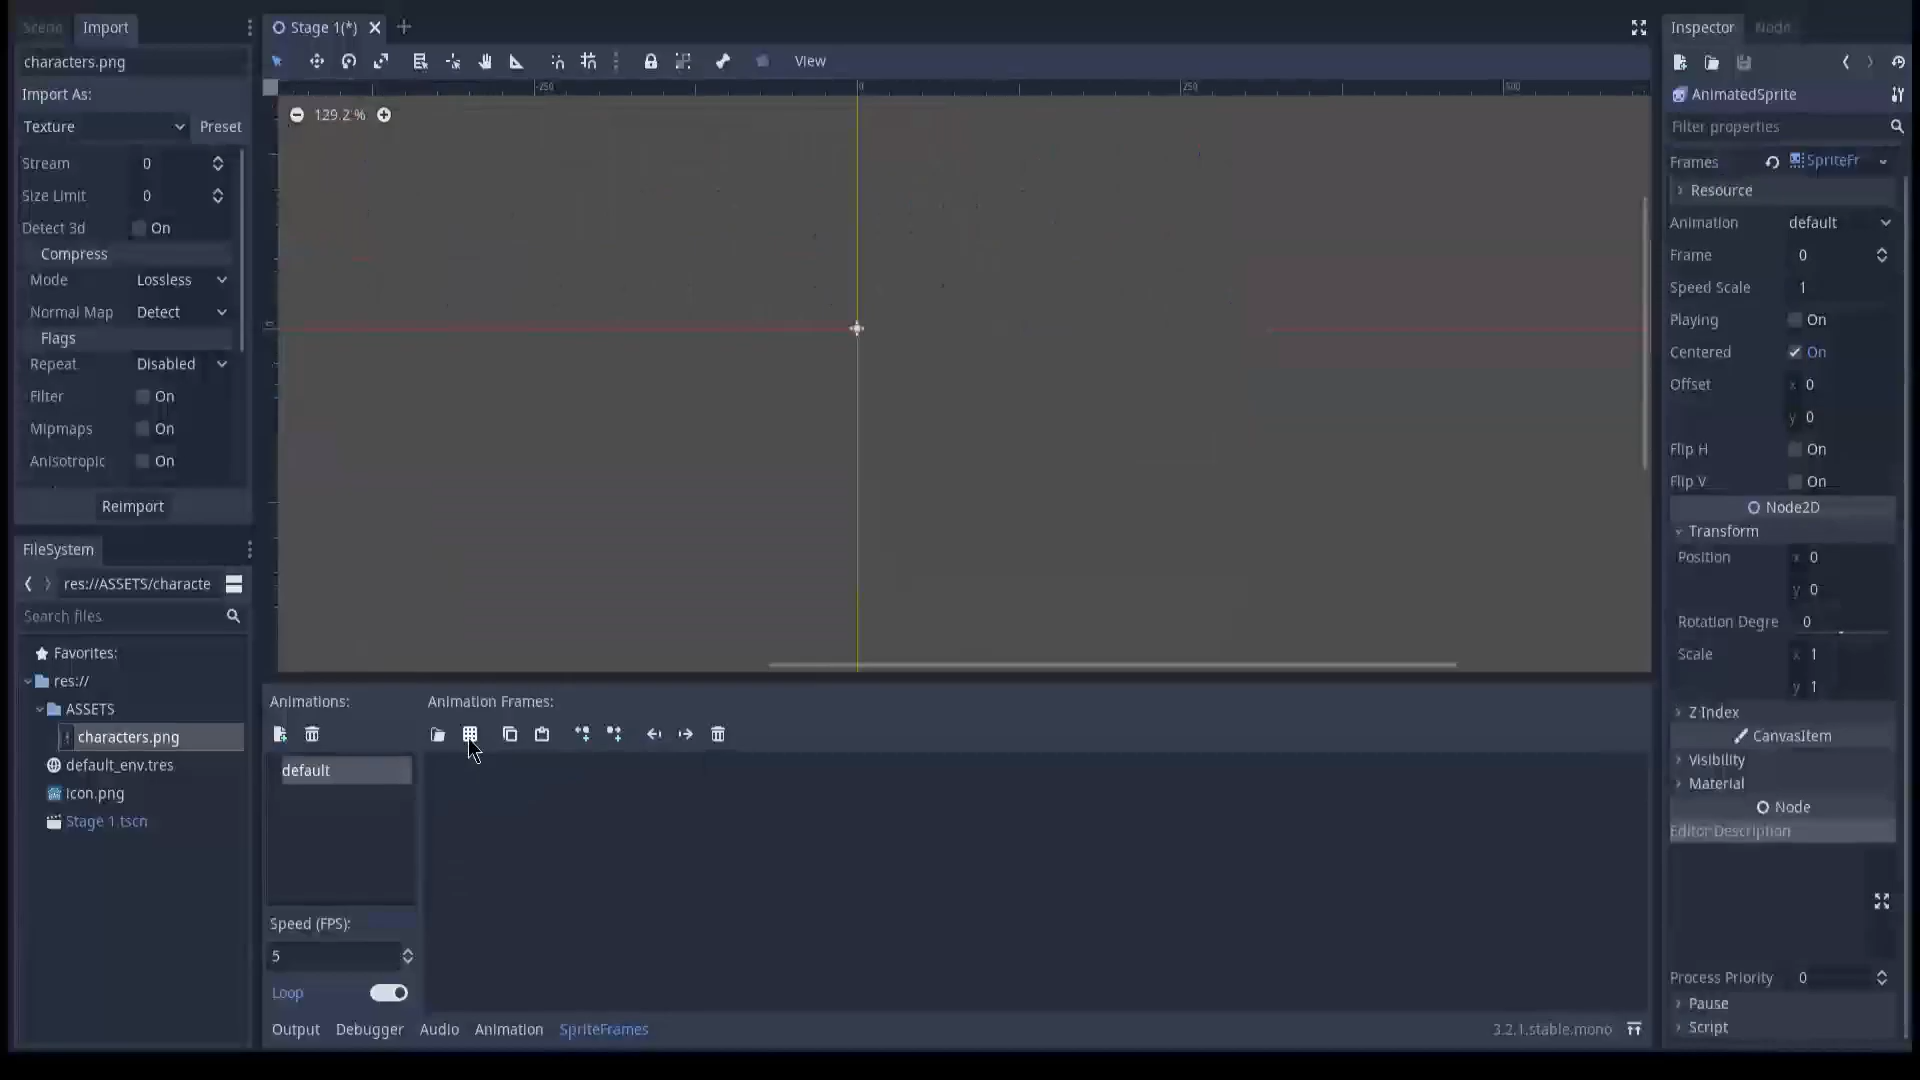 Scene Import
characters.png
Import As:
Texture Preset
Stream 0
Size Limit 0
Detect 3d On
Compress
Mode Lossless
Normal Map Detect
Flags
Repeat Disabled
Filter On
Mipmaps On
Anisotropic On
Reimport
FileSystem
res://ASSETS/characte
Search files
Favorites:
res://
ASSETS
characters.png
default_env.tres
icon.png
Stage 1.tscn
Stage 1(*)
View
-250 0 250 500
129.2 %
Animations:
default
Speed (FPS):
5
Loop
Animation Frames:
Output Debugger Audio Animation SpriteFrames 3.2.1.stable.mono
Inspector Node
AnimatedSprite
Filter properties
Frames SpriteFr
Resource
Animation default
Frame 0
Speed Scale 1
Playing On
Centered On
Offset x 0
y 0
Flip H On
Flip V On
Node2D
Transform
Position x 0
y 0
Rotation Degre 0
Scale x 1
y 1
Z Index
CanvasItem
Visibility
Material
Node
Editor Description
Process Priority 0
Pause
Script